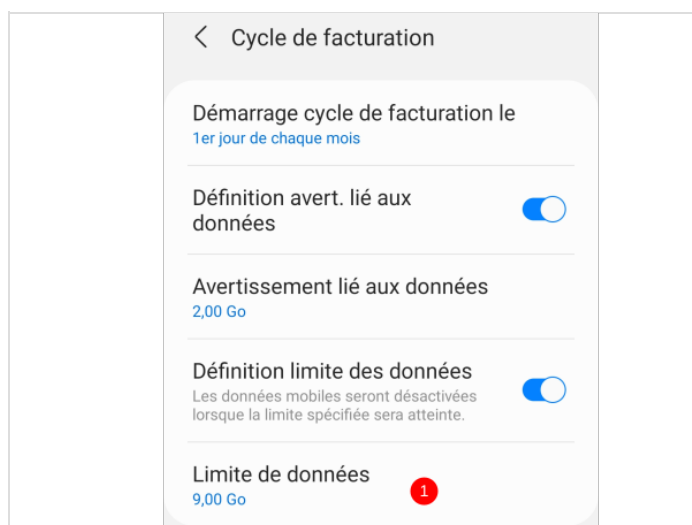 Cycle de facturation
Démarrage cycle de facturation le
1er jour de chaque mois
Définition avert. lié aux
données
Avertissement lié aux données
2,00 Go
Définition limite des données
Les données mobiles seront désactivées
lorsque la limite spécifiée sera atteinte.
Limite de données
9,00 Go
1